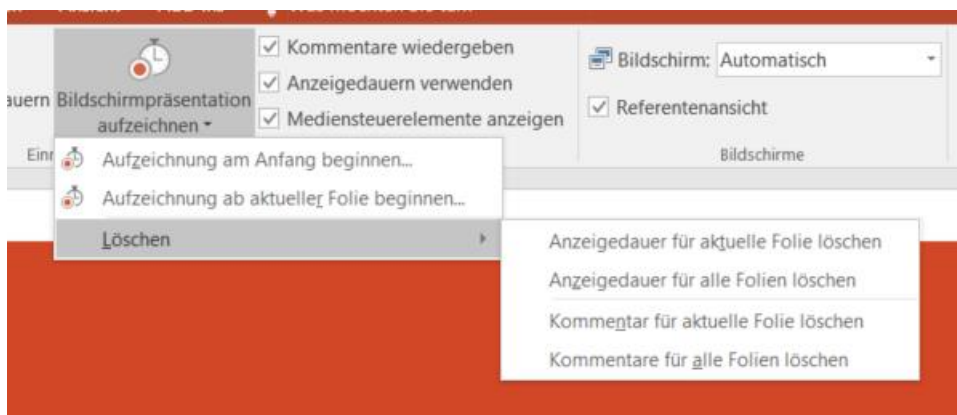 Kommentare wiedergeben
Anzeigedauern verwenden
Mediensteuerelemente anzeigen
auern Bildschirmpräsentation
aufzeichnen
Bildschirm: Automatisch
Referentenansicht
Einr
Bildschirme
Aufzeichnung am Anfang beginnen...
Aufzeichnung ab aktueller Folie beginnen...
Löschen
Anzeigedauer für aktuelle Folie löschen
Anzeigedauer für alle Folien löschen
Kommentar für aktuelle Folie löschen
Kommentare für alle Folien löschen